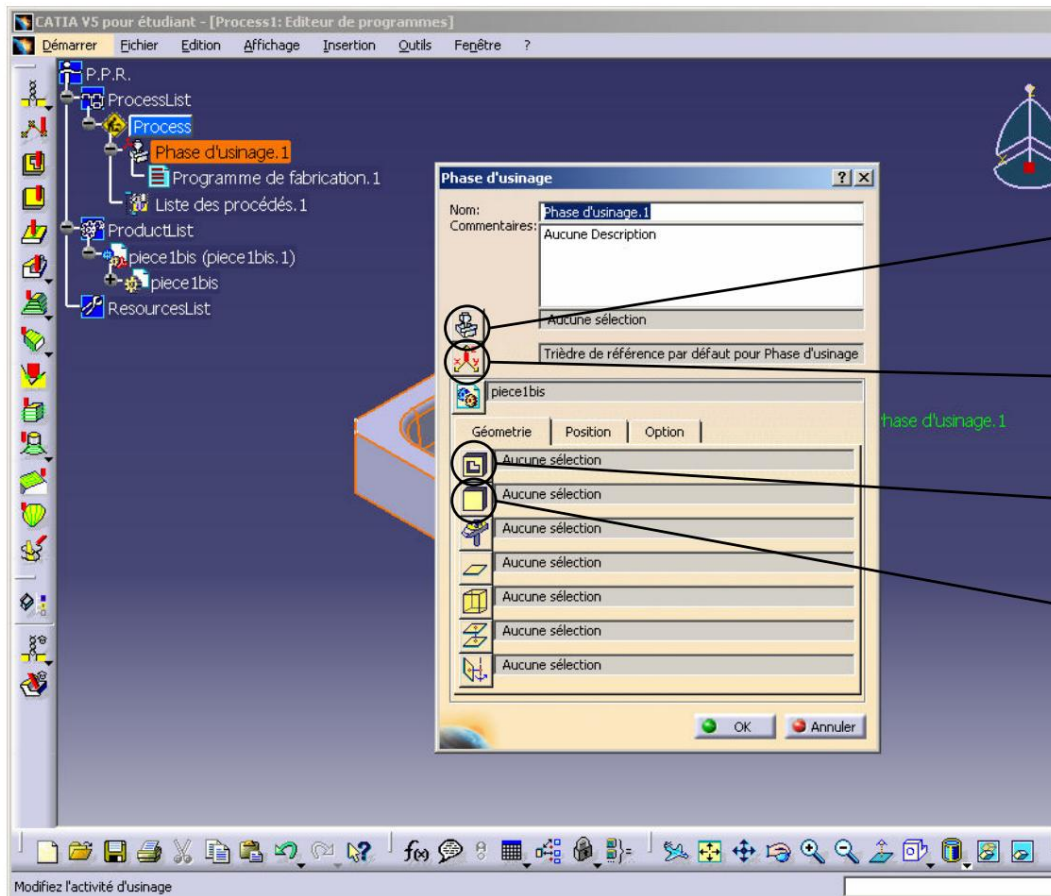 CATIA V5 pour étudiant - [Process1: Editeur de programmes]
Démarrer Fichier Edition Affichage Insertion Outils Fenêtre ?
P.P.R.
ProcessList
Process
Phase d'usinage.1
Programme de fabrication.1
Liste des procédés.1
ProductList
piece1bis (piece1bis.1)
piece1bis
ResourcesList
Phase d'usinage
Nom: Phase d'usinage.1
Commentaires: Aucune Description
Aucune sélection
Trièdre de référence par défaut pour Phase d'usinage
piece1bis
Géometrie Position Option
Aucune sélection
Aucune sélection
Aucune sélection
Aucune sélection
Aucune sélection
Aucune sélection
Aucune sélection
OK Annuler
hase d'usinage.1
f(x)
Modifiez l'activité d'usinage